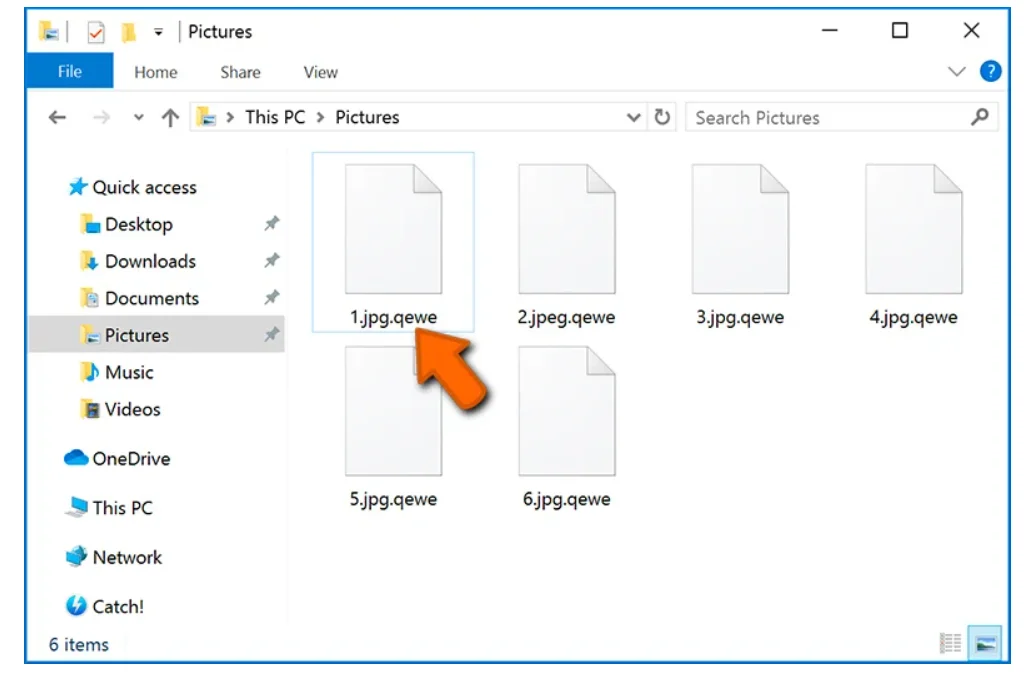 Pictures
File Home Share View
This PC > Pictures
Search Pictures
Quick access
Desktop
Downloads
Documents
Pictures
Music
Videos
OneDrive
This PC
Network
Catch!
1.jpg.qewe 2.jpeg.qewe 3.jpg.qewe 4.jpg.qewe
5.jpg.qewe 6.jpg.qewe
6 items